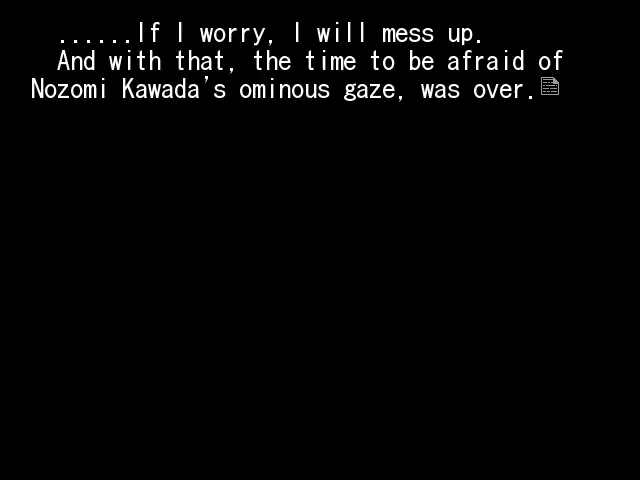 ......If I worry, I will mess up.
And with that, the time to be afraid of
Nozomi Kawada's ominous gaze, was over.